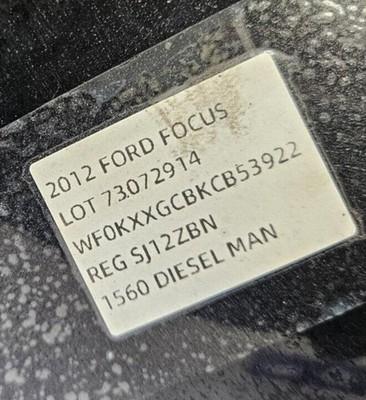 2012 FORD FOCUS
LOT 73072914
WF0KXXGCBKCB53922
REG SJ12ZBN
1560 DIESEL MAN